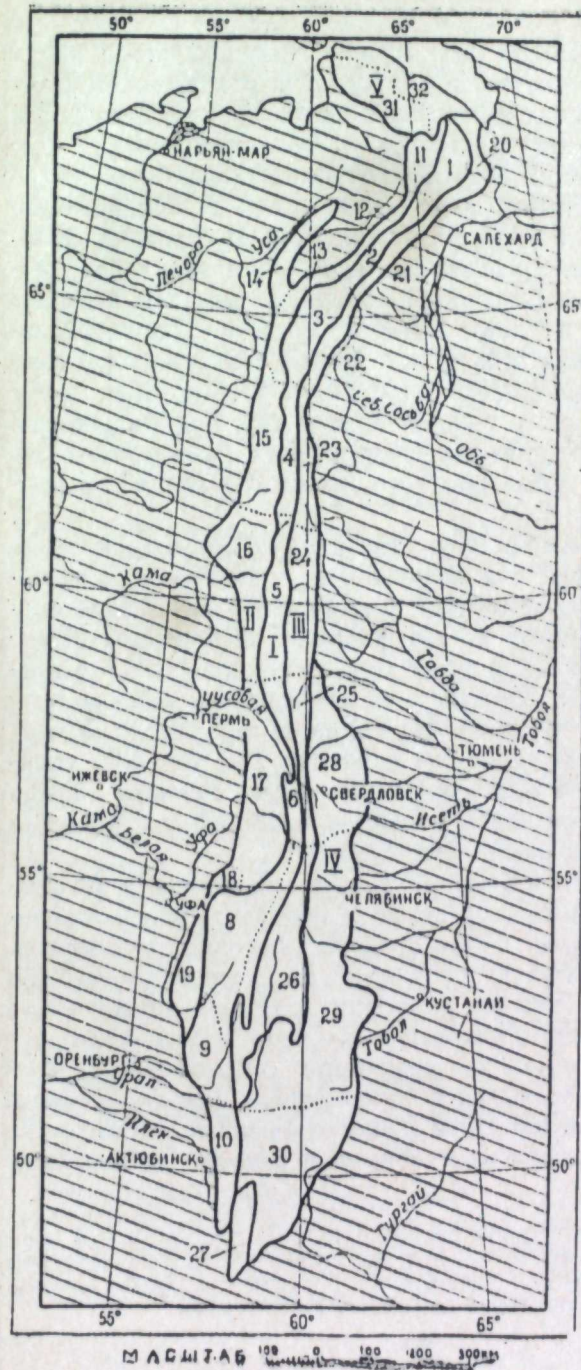 50° 55° 60° 65° 70°
V 32
31
НАРЬЯН-МАР
11 1 20
12
Уса
13
САЛЕХАРД
2
14
Печора
21
65° 65°
3
22
Сев. Сосьва
15
4 23
Обь
16 24
60° Кама 5 60°
II I III
Тавда
Тобол
Чусовая 25
ПЕРМЬ
ТЮМЕНЬ
28
ИЖЕВСК 17
6 СВЕРДЛОВСК
Кама Исеть
Белая Уфа
IV
55° 18 55°
УФА ЧЕЛЯБИНСК
8
19 26
КУСТАНАЙ
29
9 Тобол
ОРЕНБУРГ
Урал
Илек
10
50° АКТЮБИНСК 30 50°
Тургай
27
55° 60° 65°
МАСШТАБ 100 0 100 200 300КМ